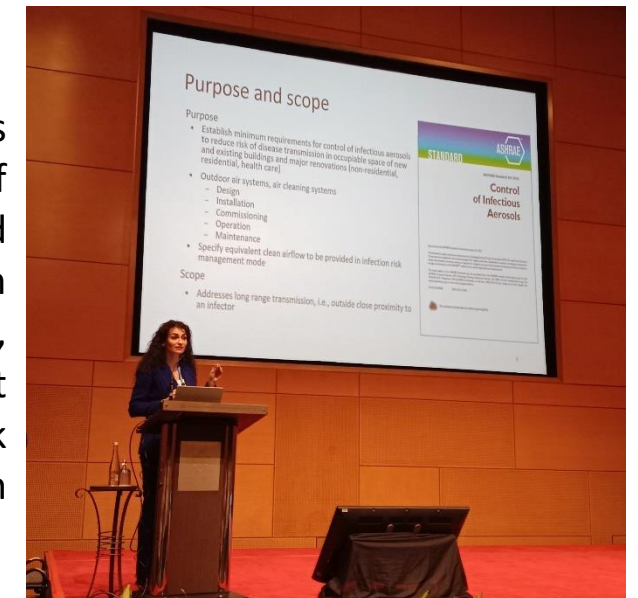 s
f
d
n
,
t
k
n
Purpose and scope
Purpose
• Establish minimum requirements for control of infectious aerosols
to reduce risk of disease transmission in occupiable space of new
and existing buildings and major renovations (non-residential,
residential, health care)
• Outdoor air systems, air cleaning systems
– Design
– Installation
– Commissioning
– Operation
– Maintenance
• Specify equivalent clean airflow to be provided in infection risk
management mode
Scope
• Addresses long range transmission, i.e., outside close proximity to
an infector
STANDARD
ASHRAE
Control
of Infectious
Aerosols